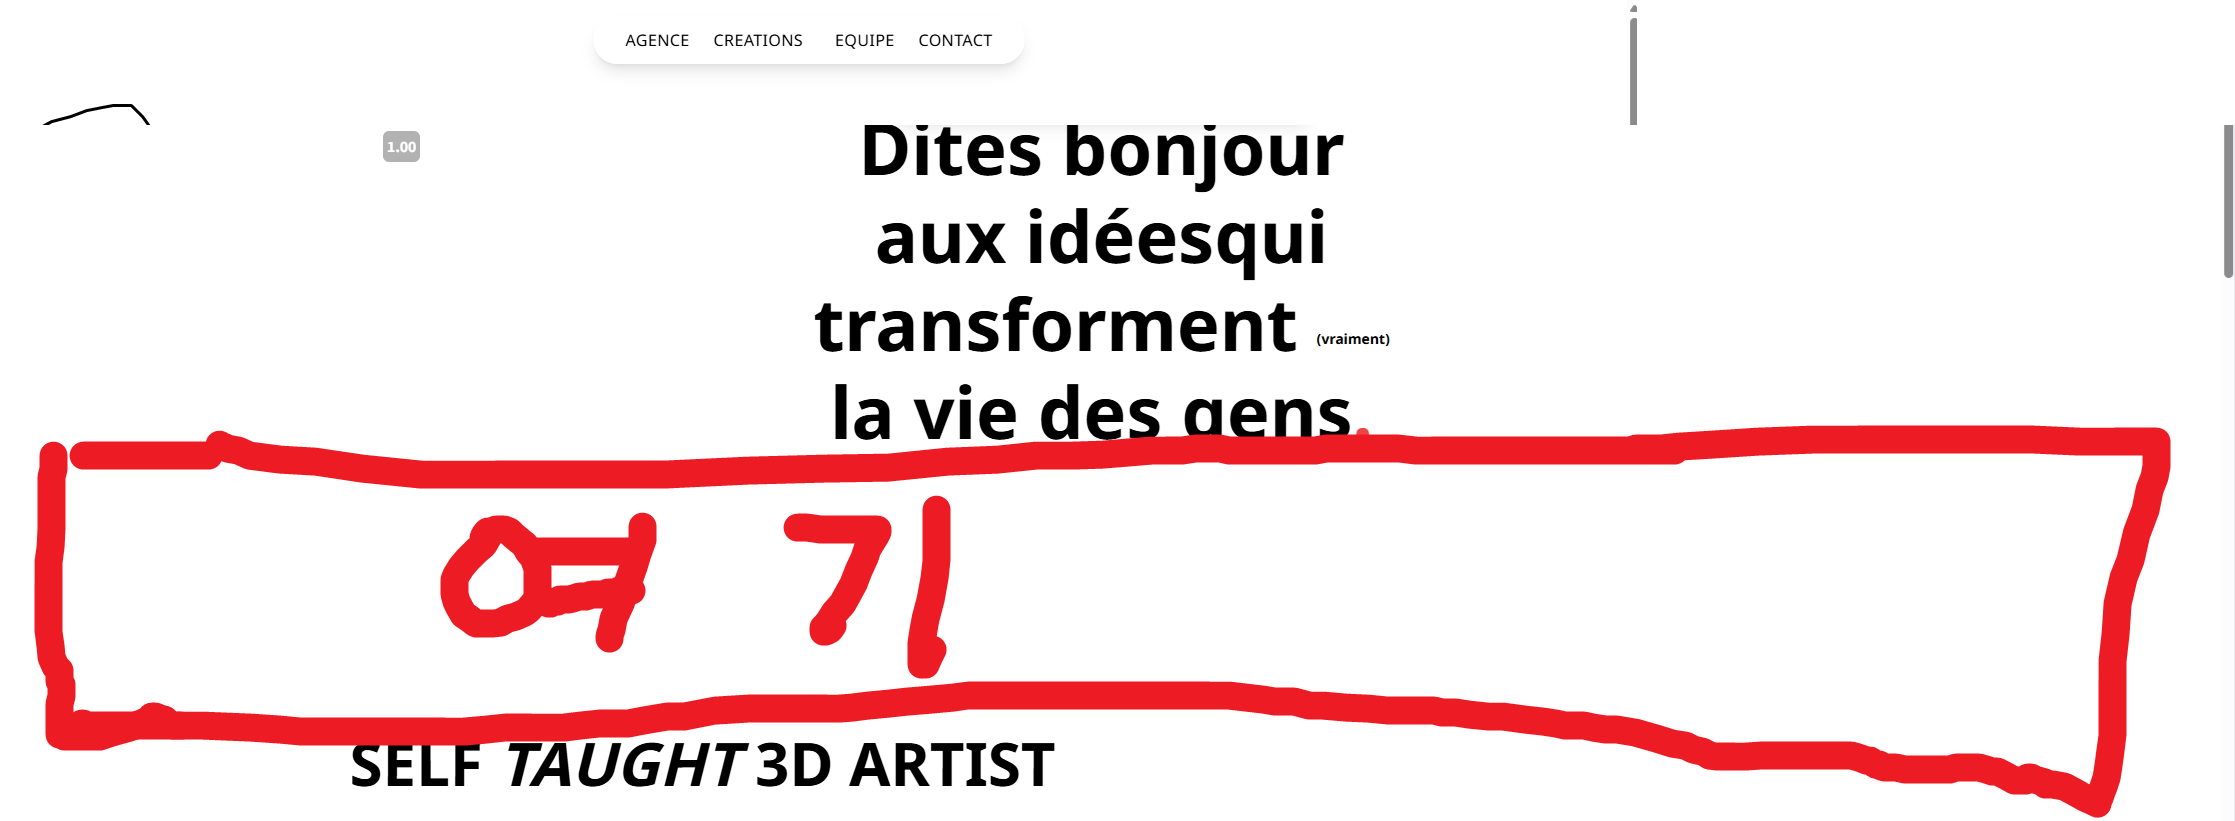 AGENCE CREATIONS EQUIPE CONTACT
1.00
Dites bonjour
aux idéesqui
transforment (vraiment)
la vie des gens.
여 기
SELF TAUGHT 3D ARTIST